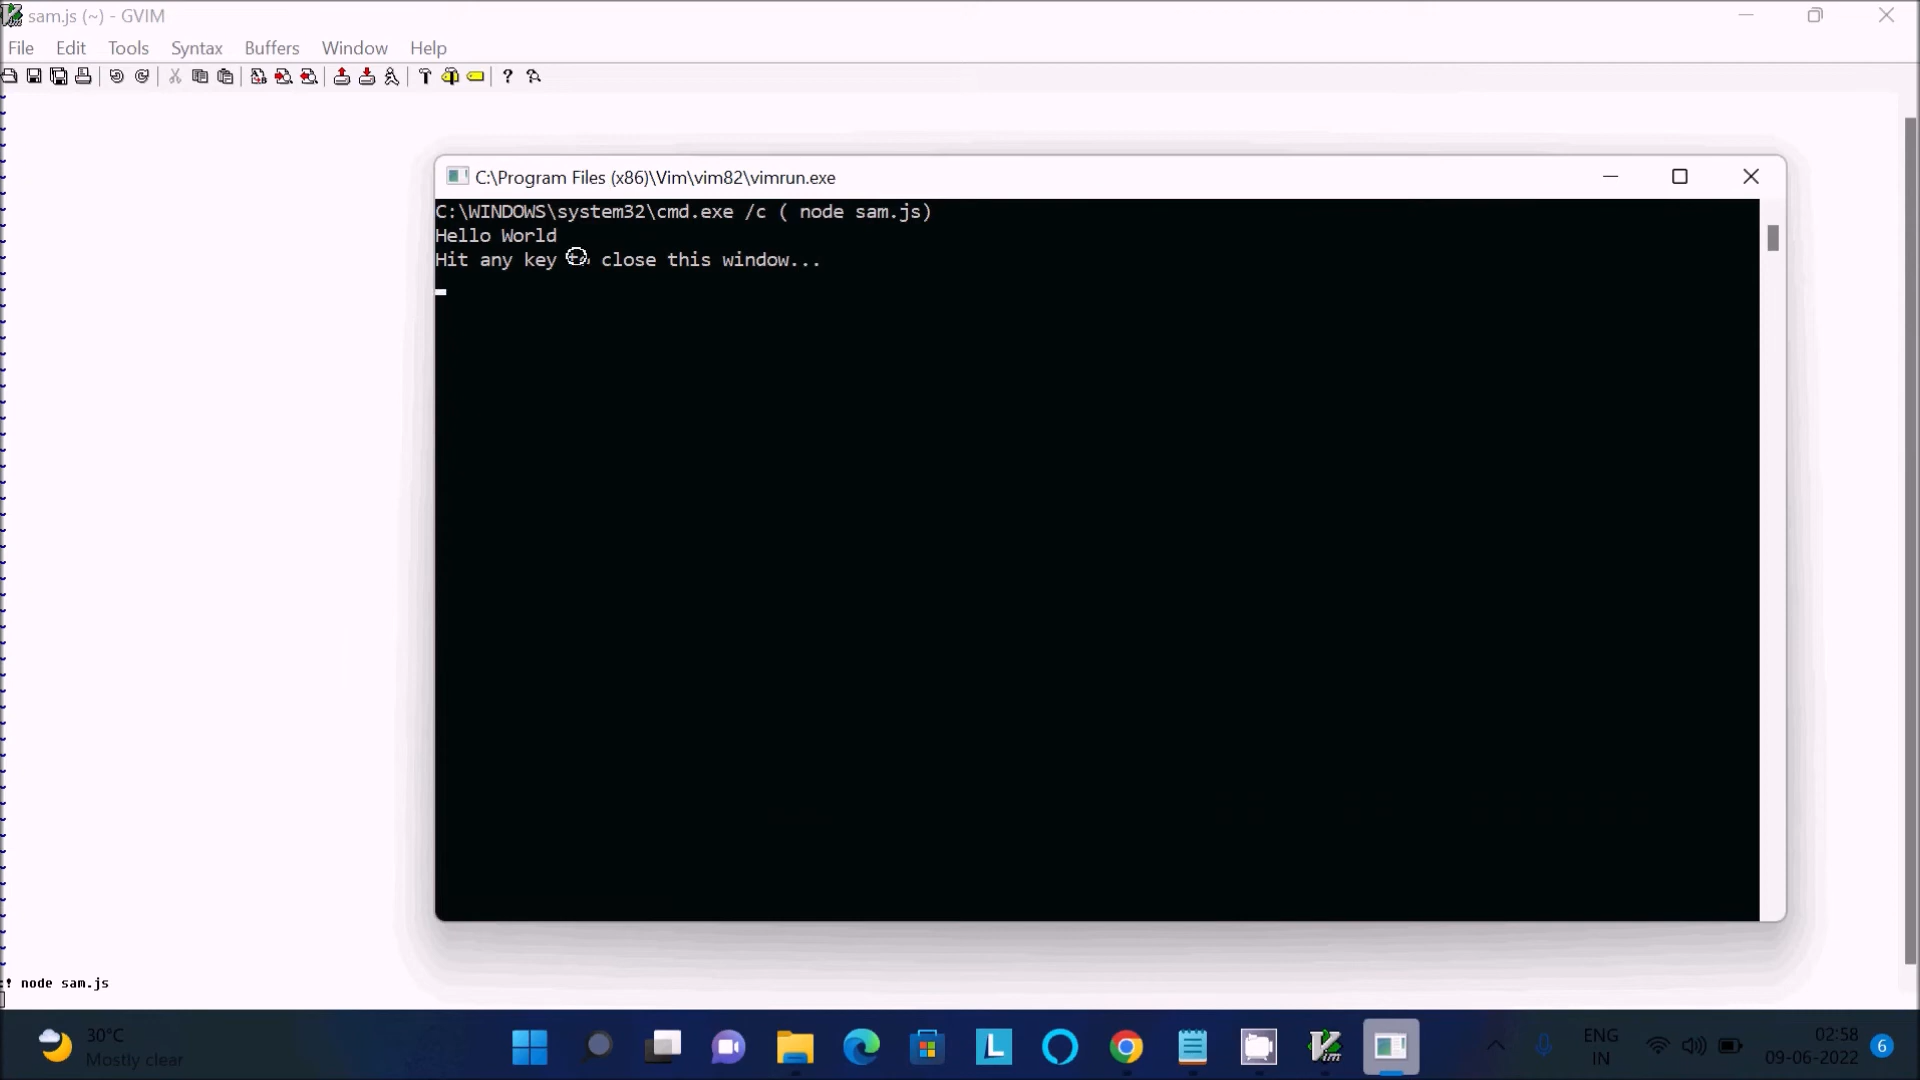 sam.js (~) - GVIM
File Edit Tools Syntax Buffers Window Help
C:\Program Files (x86)\Vim\vim82\vimrun.exe
C:\WINDOWS\system32\cmd.exe /c ( node sam.js)
Hello World
Hit any key to close this window...
:! node sam.js
30°C
Mostly clear
ENG
IN
02:58
09-06-2022
6